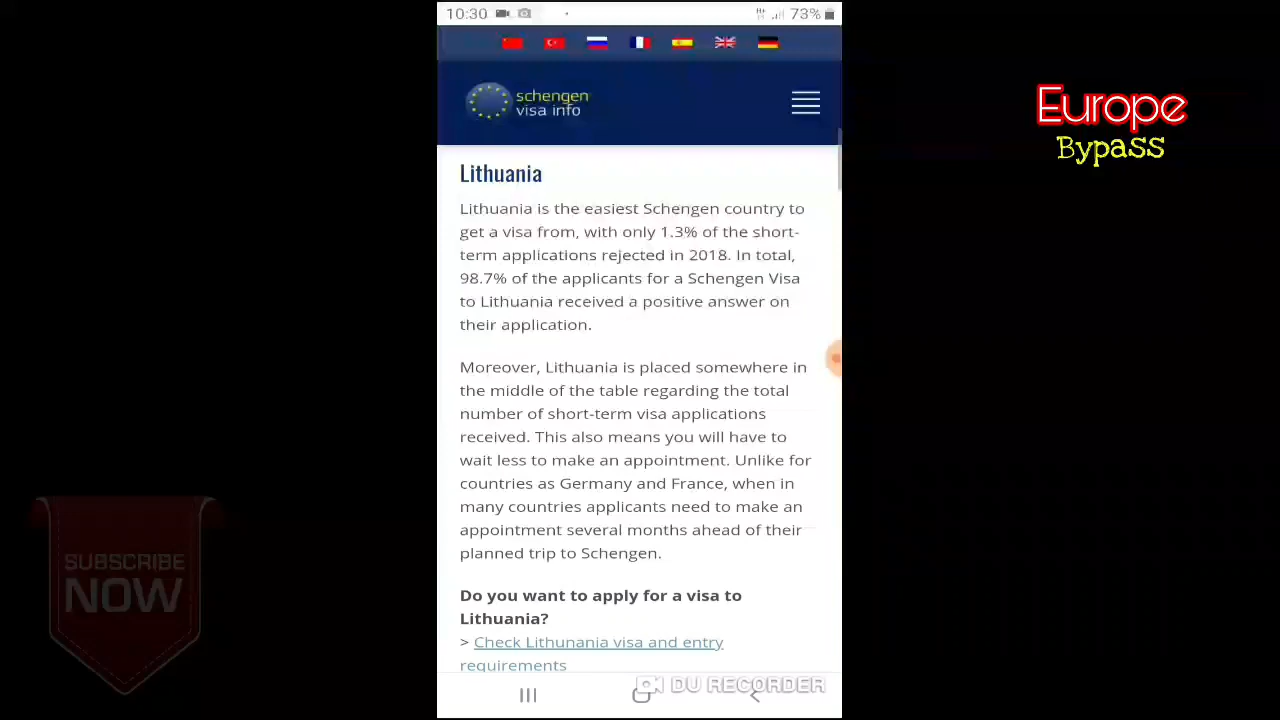 10:30
73%
Europe
Bypass
schengen
visa info
Lithuania
Lithuania is the easiest Schengen country to
get a visa from, with only 1.3% of the short-
term applications rejected in 2018. In total,
98.7% of the applicants for a Schengen Visa
to Lithuania received a positive answer on
their application.
Moreover, Lithuania is placed somewhere in
the middle of the table regarding the total
number of short-term visa applications
received. This also means you will have to
wait less to make an appointment. Unlike for
countries as Germany and France, when in
many countries applicants need to make an
appointment several months ahead of their
planned trip to Schengen.
Do you want to apply for a visa to
Lithuania?
> Check Lithunania visa and entry
requirements
SUBSCRIBE
NOW
DU RECORDER